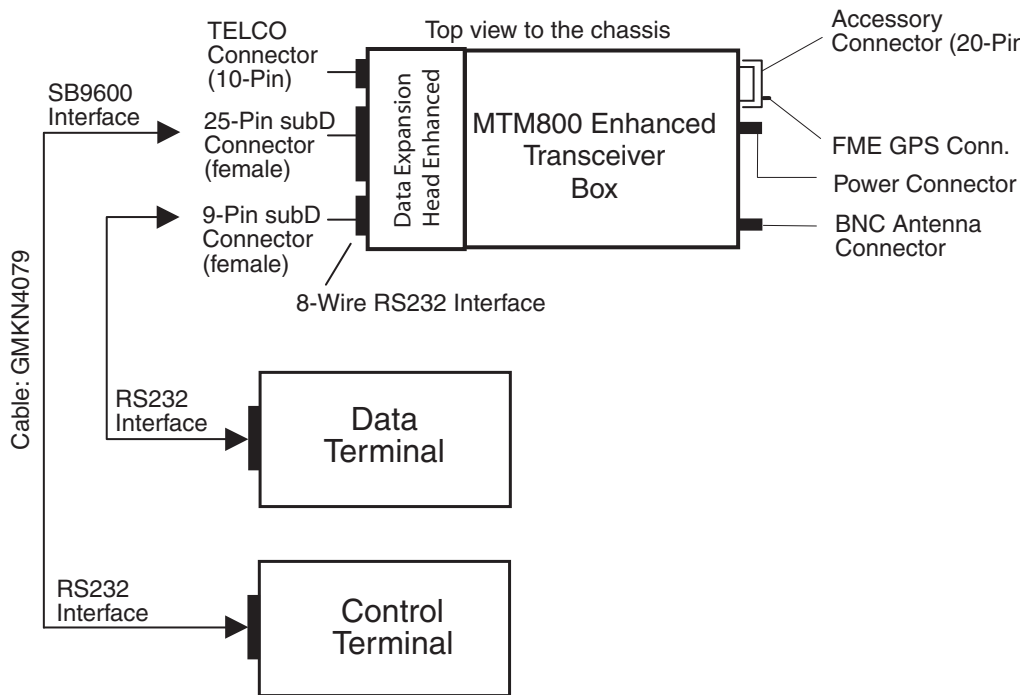 Top view to the chassis
TELCO
Connector
(10-Pin)
SB9600
Interface
25-Pin subD
Connector
(female)
9-Pin subD
Connector
(female)
8-Wire RS232 Interface
Data Expansion
Head Enhanced
MTM800 Enhanced
Transceiver
Box
Accessory
Connector (20-Pin
FME GPS Conn.
Power Connector
BNC Antenna
Connector
Cable: GMKN4079
RS232
Interface
Data
Terminal
RS232
Interface
Control
Terminal